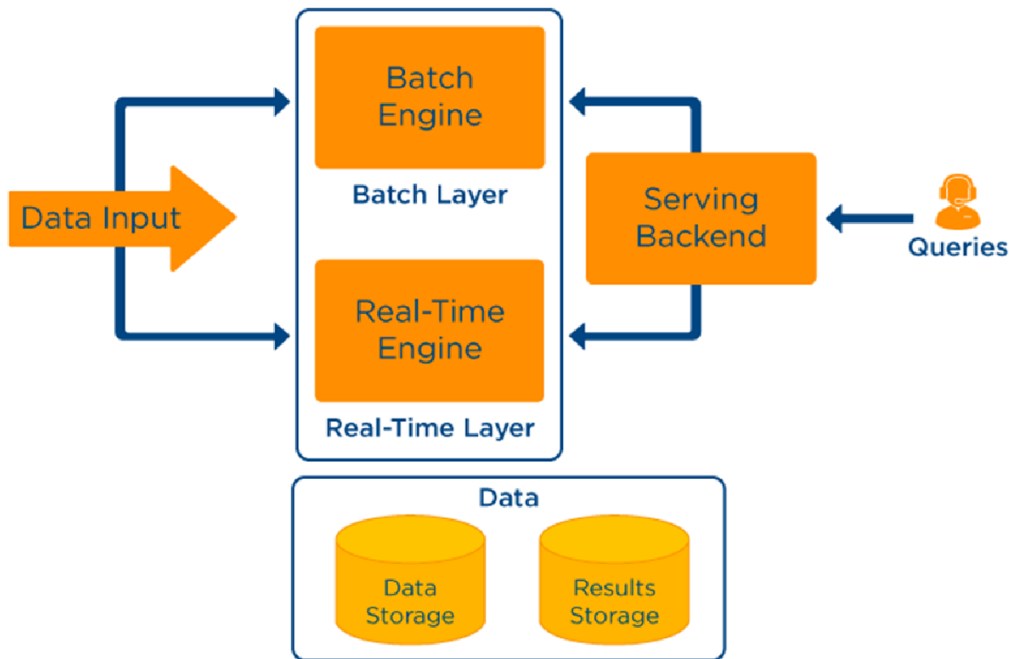 Batch
Engine
Batch Layer
Data Input
Serving
Backend
Queries
Real-Time
Engine
Real-Time Layer
Data
Data
Storage
Results
Storage